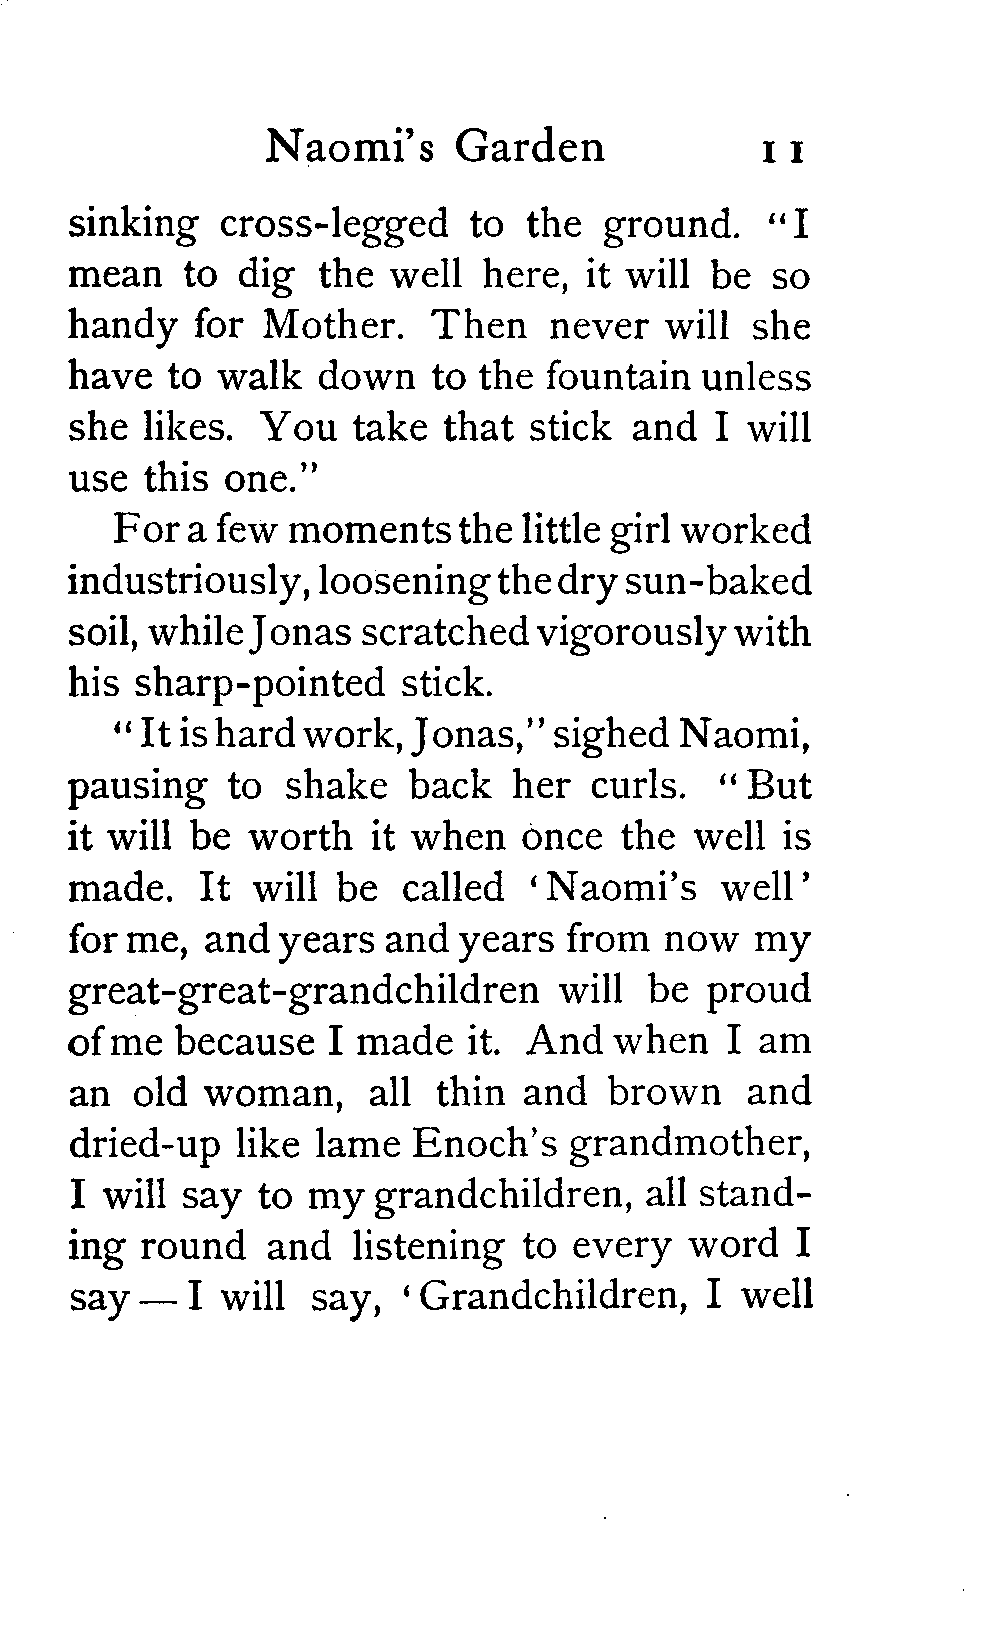 Naomi's Garden 11
sinking cross-legged to the ground. "I
mean to dig the well here, it will be so
handy for Mother. Then never will she
have to walk down to the fountain unless
she likes. You take that stick and I will
use this one."
For a few moments the little girl worked
industriously, loosening the dry sun-baked
soil, while Jonas scratched vigorously with
his sharp-pointed stick.
"It is hard work, Jonas," sighed Naomi,
pausing to shake back her curls. "But
it will be worth it when once the well is
made. It will be called 'Naomi's well'
for me, and years and years from now my
great-great-grandchildren will be proud
of me because I made it. And when I am
an old woman, all thin and brown and
dried-up like lame Enoch's grandmother,
I will say to my grandchildren, all stand-
ing round and listening to every word I
say — I will say, 'Grandchildren, I well